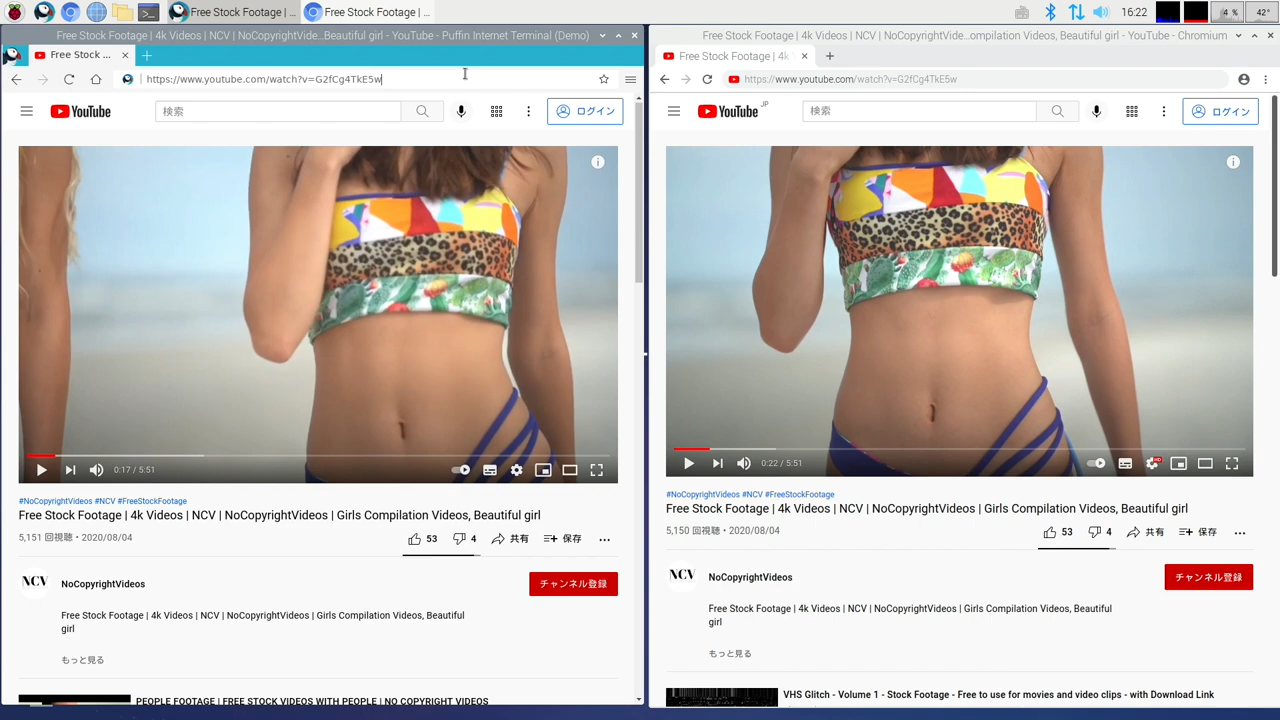 Free Stock Footage | ...
Free Stock Footage | 4...
16:22
4 %
42°
Free Stock Footage | 4k Videos | NCV | NoCopyrightVide...Beautiful girl - YouTube - Puffin Internet Terminal (Demo)
Free Stock ...
https://www.youtube.com/watch?v=G2fCg4TkE5w
YouTube
検索
ログイン
0:17 / 5:51
#NoCopyrightVideos #NCV #FreeStockFootage
Free Stock Footage | 4k Videos | NCV | NoCopyrightVideos | Girls Compilation Videos, Beautiful girl
5,151 回視聴・2020/08/04
53
4
共有
保存
NCV
NoCopyrightVideos
チャンネル登録
Free Stock Footage | 4k Videos | NCV | NoCopyrightVideos | Girls Compilation Videos, Beautiful
girl
もっと見る
PEOPLE FOOTAGE | FREE STOCK VIDEOS WITH PEOPLE | NO COPYRIGHT VIDEOS
Free Stock Footage | 4k Videos | NCV | NoCopyrightV...ompilation Videos, Beautiful girl - YouTube - Chromium
Free Stock Footage | 4k
https://www.youtube.com/watch?v=G2fCg4TkE5w
YouTube JP
検索
ログイン
0:22 / 5:51
HD
#NoCopyrightVideos #NCV #FreeStockFootage
Free Stock Footage | 4k Videos | NCV | NoCopyrightVideos | Girls Compilation Videos, Beautiful girl
5,150 回視聴・2020/08/04
53
4
共有
保存
NCV
NoCopyrightVideos
チャンネル登録
Free Stock Footage | 4k Videos | NCV | NoCopyrightVideos | Girls Compilation Videos, Beautiful
girl
もっと見る
VHS Glitch - Volume 1 - Stock Footage - Free to use for movies and video clips - with Download Link